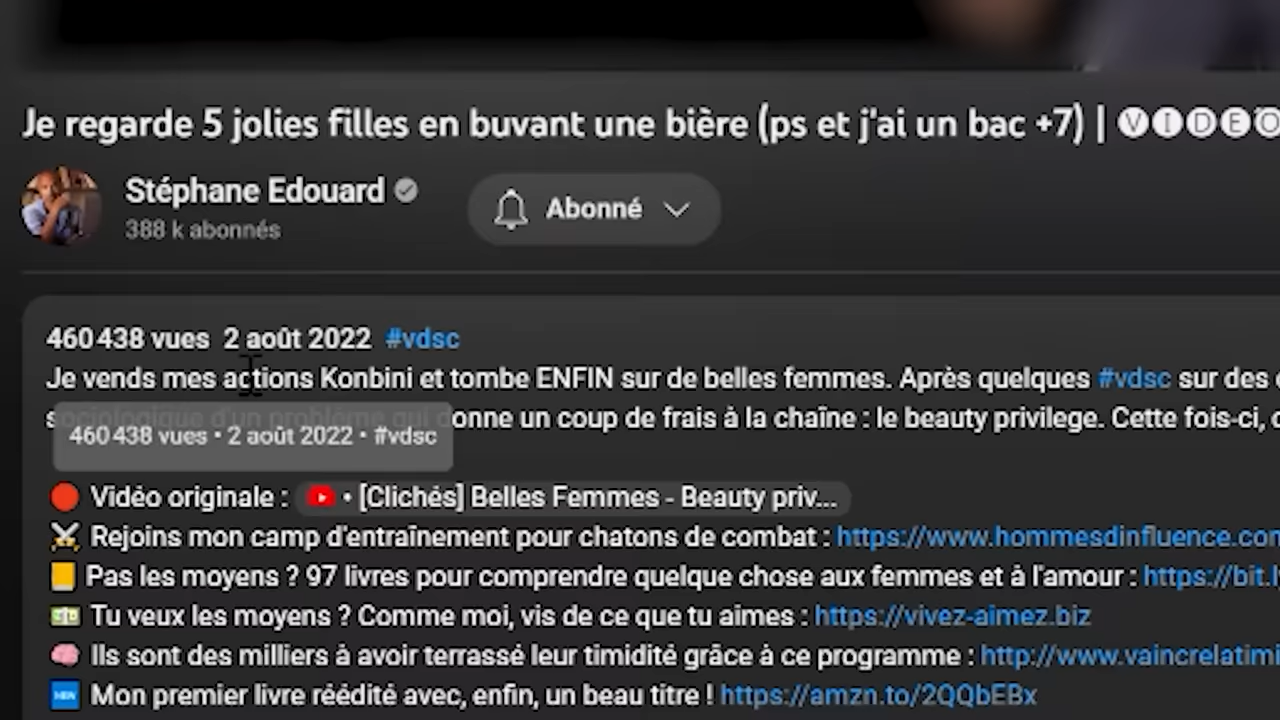 Je regarde 5 jolies filles en buvant une bière (ps et j'ai un bac +7) | 🅥🅘🅓🅔🅞
Stéphane Edouard
388 k abonnés
Abonné
460 438 vues 2 août 2022 #vdsc
Je vends mes actions Konbini et tombe ENFIN sur de belles femmes. Après quelques #vdsc sur des
sociologique d'un problème qui donne un coup de frais à la chaîne : le beauty privilege. Cette fois-ci,
460 438 vues • 2 août 2022 • #vdsc
Vidéo originale : • [Clichés] Belles Femmes - Beauty priv...
Rejoins mon camp d'entraînement pour chatons de combat : https://www.hommesdinfluence.com
Pas les moyens ? 97 livres pour comprendre quelque chose aux femmes et à l'amour : https://bit.l
Tu veux les moyens ? Comme moi, vis de ce que tu aimes : https://vivez-aimez.biz
Ils sont des milliers à avoir terrassé leur timidité grâce à ce programme : http://www.vaincrelatimi
NEW Mon premier livre réédité avec, enfin, un beau titre ! https://amzn.to/2QQbEBx